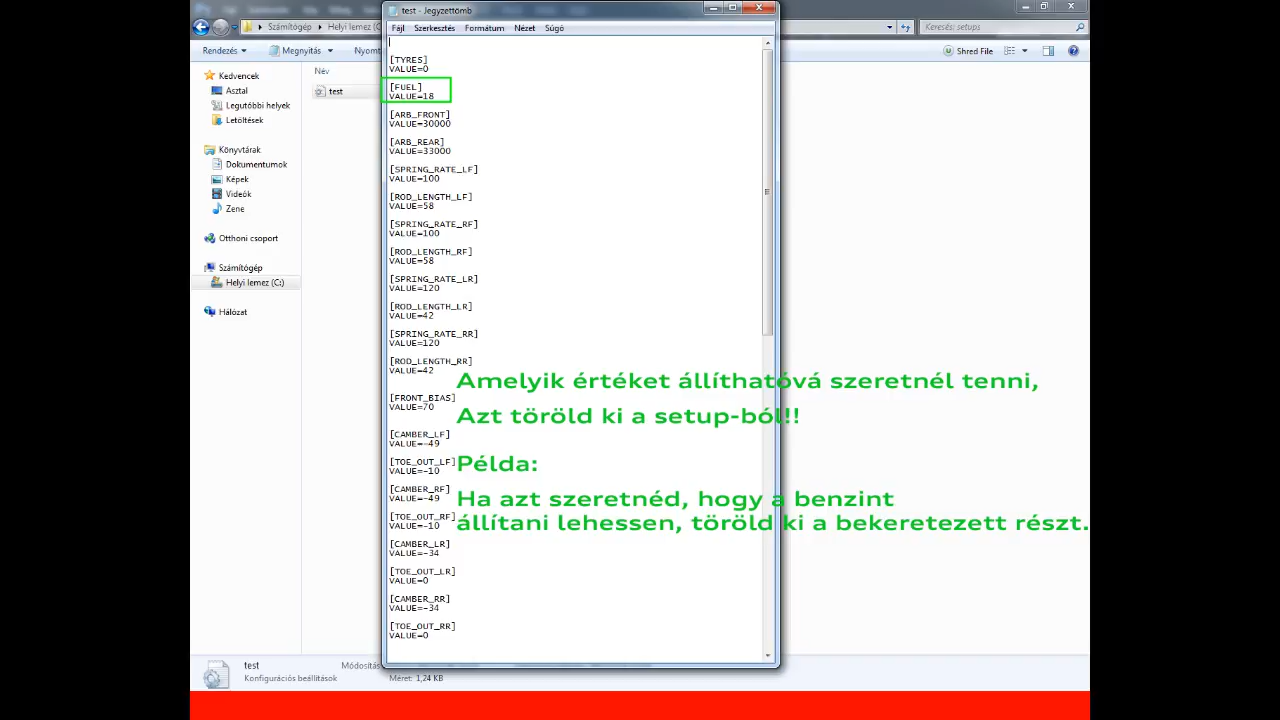 test - Jegyzettömb
Fájl Szerkesztés Formátum Nézet Súgó
Számítógép Helyi lemez (C:)
Keresés: setups
Rendezés Megnyitás Nyomt
Shred File
Kedvencek
Asztal
Legutóbbi helyek
Letöltések
Könyvtárak
Dokumentumok
Képek
Videók
Zene
Otthoni csoport
Számítógép
Helyi lemez (C:)
Hálózat
Név
test
[TYRES]
VALUE=0
[FUEL]
VALUE=18
[ARB_FRONT]
VALUE=30000
[ARB_REAR]
VALUE=33000
[SPRING_RATE_LF]
VALUE=100
[ROD_LENGTH_LF]
VALUE=58
[SPRING_RATE_RF]
VALUE=100
[ROD_LENGTH_RF]
VALUE=58
[SPRING_RATE_LR]
VALUE=120
[ROD_LENGTH_LR]
VALUE=42
[SPRING_RATE_RR]
VALUE=120
[ROD_LENGTH_RR]
VALUE=42
[FRONT_BIAS]
VALUE=70
[CAMBER_LF]
VALUE=-49
[TOE_OUT_LF]
VALUE=-10
[CAMBER_RF]
VALUE=-49
[TOE_OUT_RF]
VALUE=-10
[CAMBER_LR]
VALUE=-34
[TOE_OUT_LR]
VALUE=0
[CAMBER_RR]
VALUE=-34
[TOE_OUT_RR]
VALUE=0
Amelyik értéket állíthatóvá szeretnél tenni,
Azt töröld ki a setup-ból!!
Példa:
Ha azt szeretnéd, hogy a benzint
állítani lehessen, töröld ki a bekeretezett részt.
test Módosítás
Konfigurációs beállítások Méret: 1,24 KB